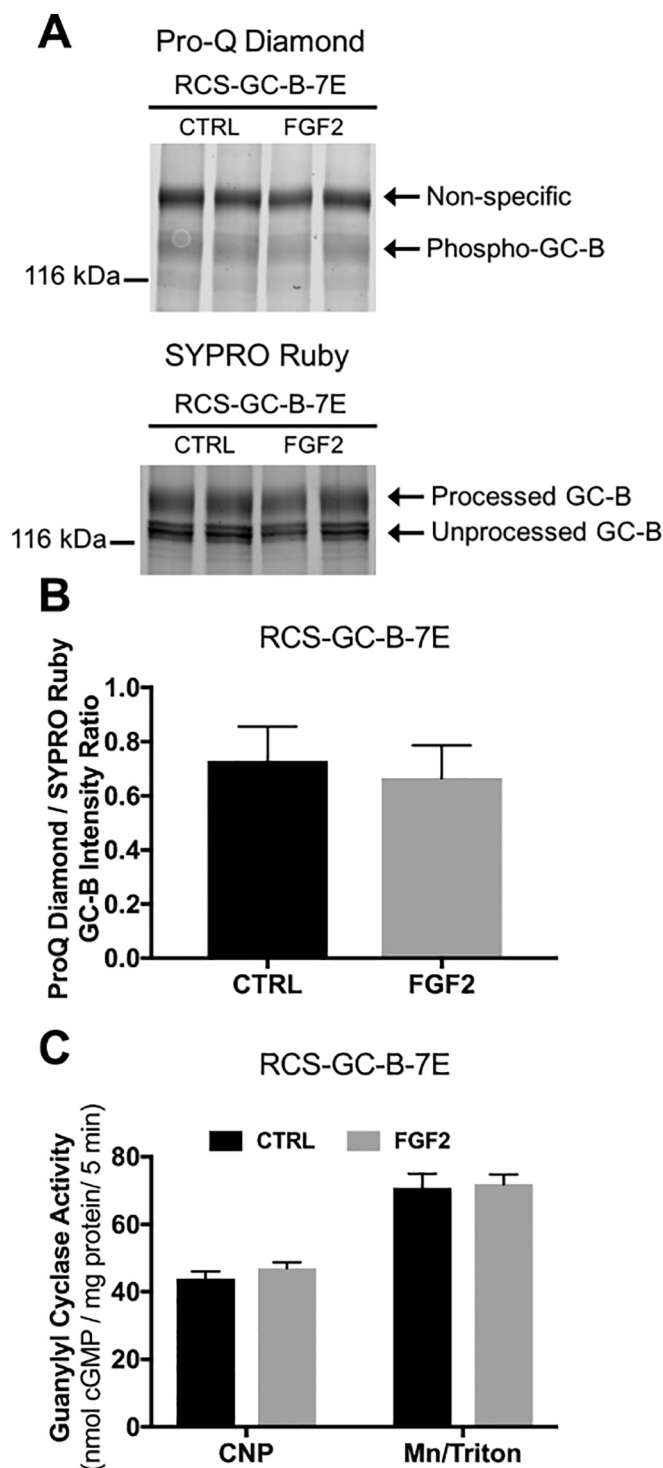 A
Pro-Q Diamond
RCS-GC-B-7E
CTRL FGF2
Non-specific
Phospho-GC-B
116 kDa
SYPRO Ruby
RCS-GC-B-7E
CTRL FGF2
Processed GC-B
Unprocessed GC-B
116 kDa
B
RCS-GC-B-7E
ProQ Diamond / SYPRO Ruby
GC-B Intensity Ratio
1.0
0.8
0.6
0.4
0.2
0.0
CTRL FGF2
C
RCS-GC-B-7E
CTRL FGF2
Guanylyl Cyclase Activity
(nmol cGMP / mg protein/ 5 min)
80
60
40
20
0
CNP Mn/Triton